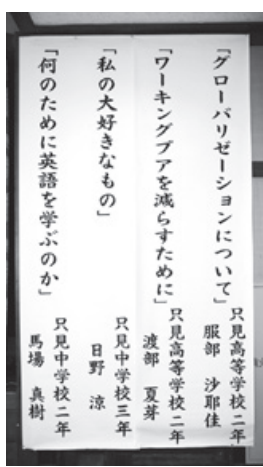 「グローバリゼーションについて」
只見高等学校二年
服部 沙耶佳
「ワーキングプアを減らすために」
只見高等学校二年
渡部 夏芽
「私の大好きなもの」
只見中学校三年
日野 涼
「何のために英語を学ぶのか」
只見中学校二年
馬場 真樹